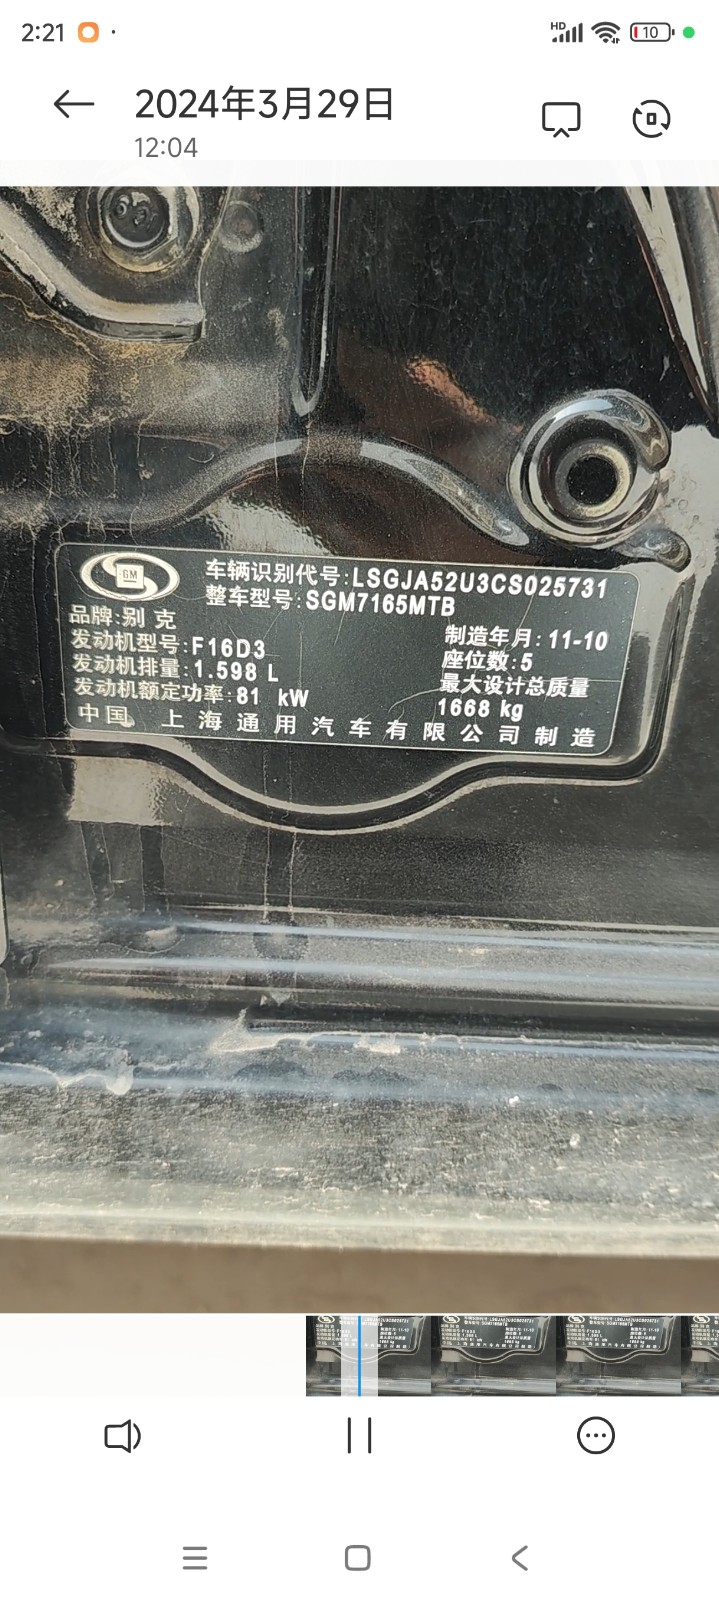 2:21
HD
10
2024年3月29日
12:04
GM
车辆识别代号:LSGJA52U3CS025731
整车型号:SGM7165MTB
品牌:别克
发动机型号:F16D3
制造年月:11-10
发动机排量:1.598 L
座位数:5
发动机额定功率:81 kW
最大设计总质量
1668 kg
中国 上海通用汽车有限公司制造